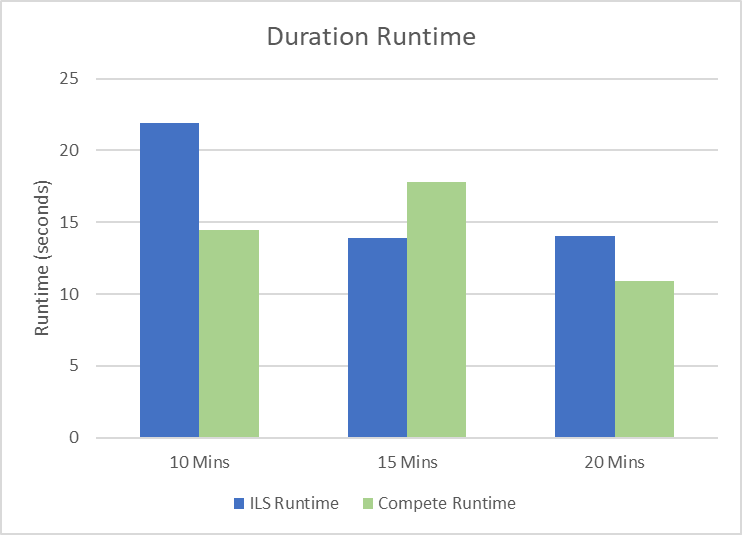 Duration Runtime
25
20
15
10
5
0
Runtime (seconds)
10 Mins
15 Mins
20 Mins
ILS Runtime
Compete Runtime